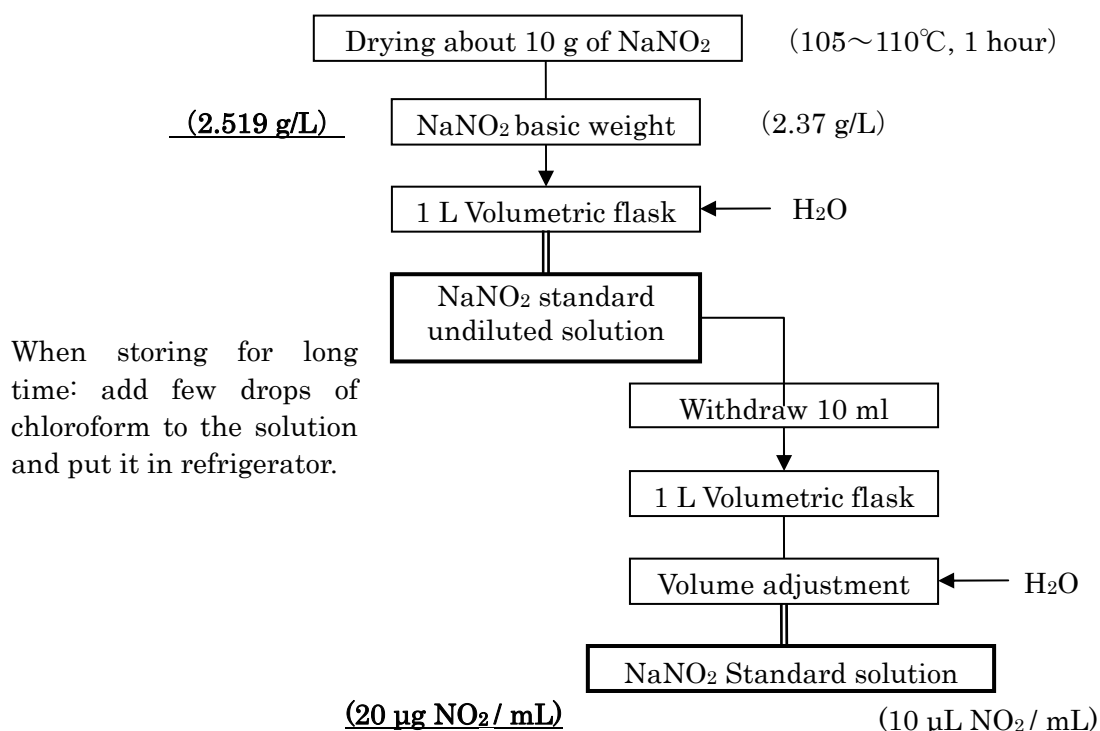 Drying about 10 g of NaNO₂
(105～110℃, 1 hour)
(2.519 g/L)
NaNO₂ basic weight
(2.37 g/L)
1 L Volumetric flask
H₂O
NaNO₂ standard
undiluted solution
When storing for long
time: add few drops of
chloroform to the solution
and put it in refrigerator.
Withdraw 10 ml
1 L Volumetric flask
Volume adjustment
H₂O
NaNO₂ Standard solution
(20 µg NO₂ / mL)
(10 µL NO₂ / mL)